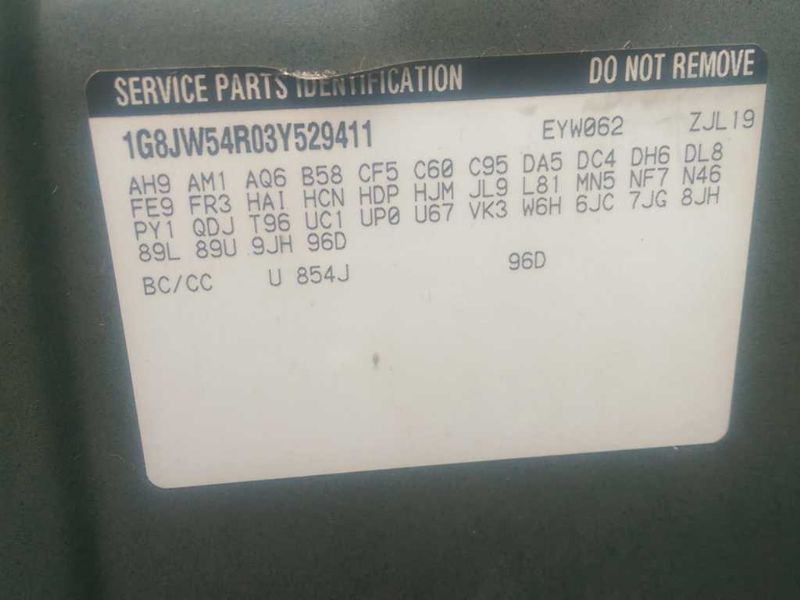 SERVICE PARTS IDENTIFICATION DO NOT REMOVE
1G8JW54R03Y529411 EYW062 ZJL19
AH9 AM1 AQ6 B58 CF5 C60 C95 DA5 DC4 DH6 DL8
FE9 FR3 HAI HCN HDP HJM JL9 L81 MN5 NF7 N46
PY1 QDJ T96 UC1 UP0 U67 VK3 W6H 6JC 7JG 8JH
89L 89U 9JH 96D
BC/CC U 854J 96D